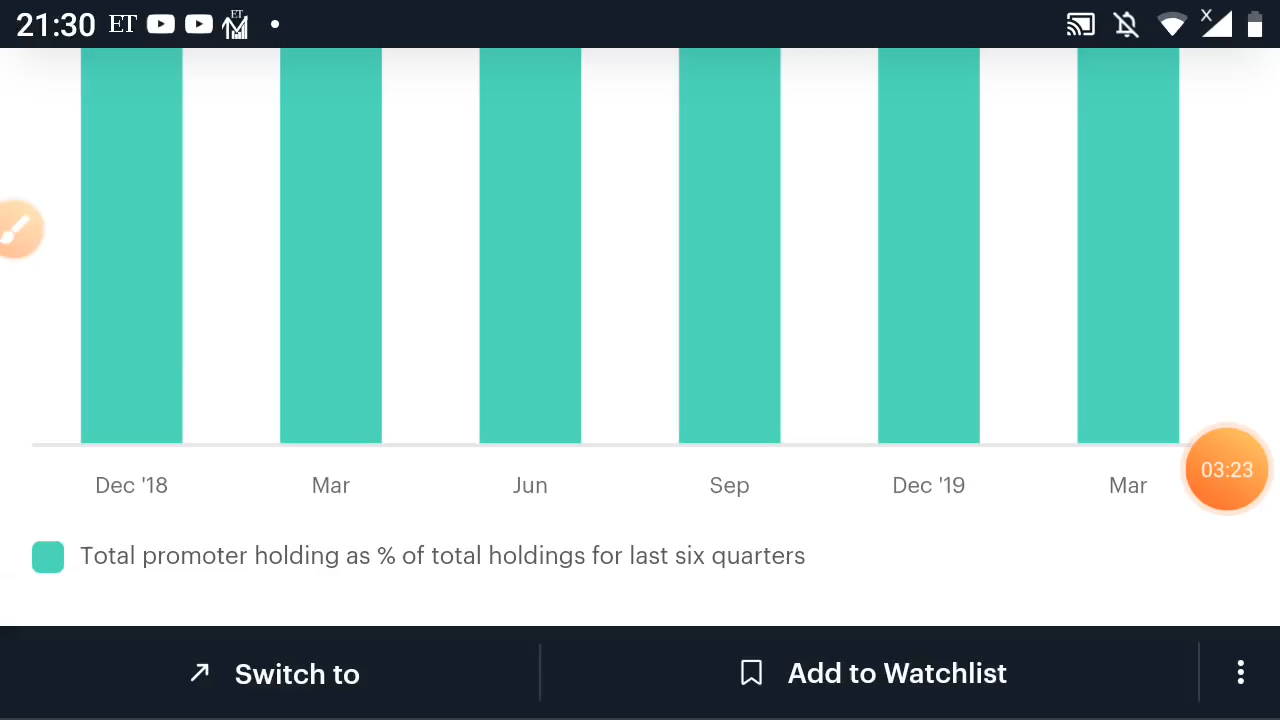 21:30 ET ET
X
Dec '18 Mar Jun Sep Dec '19 Mar
03:23
Total promoter holding as % of total holdings for last six quarters
Switch to Add to Watchlist